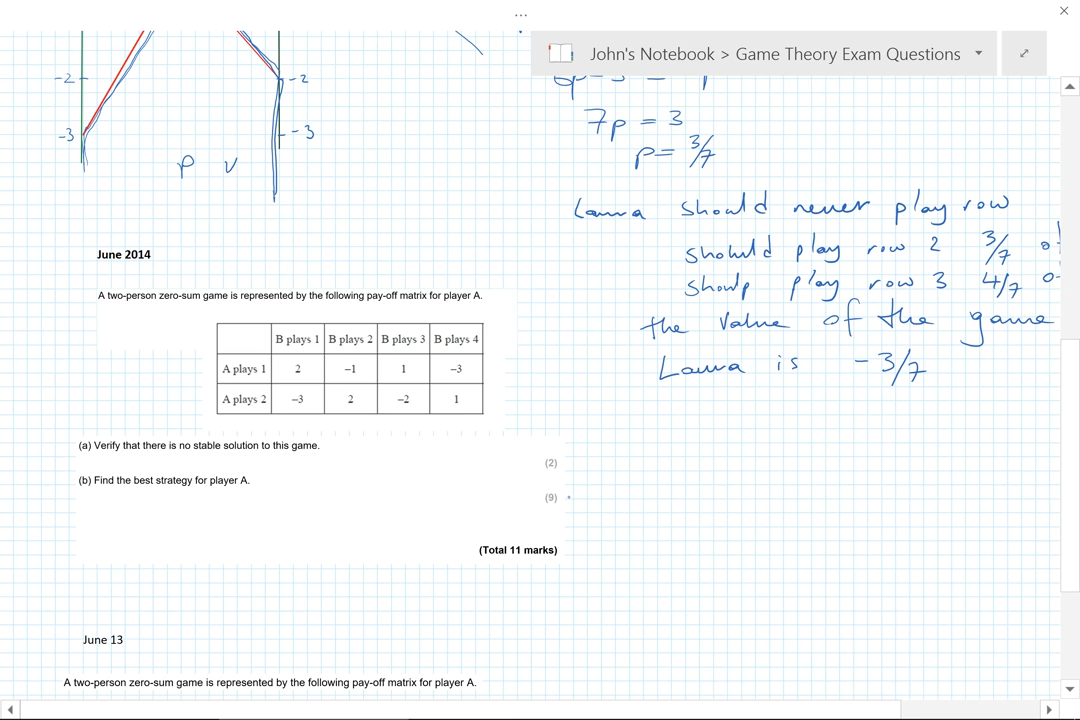 ...
John's Notebook > Game Theory Exam Questions
-2
-2
-3
-3
p v
7p = 3
p = 3/7
Laura should never play row
should play row 2 3/7
shoulp play row 3 4/7
the value of the game
Laura is -3/7
June 2014
A two-person zero-sum game is represented by the following pay-off matrix for player A.
B plays 1 B plays 2 B plays 3 B plays 4
A plays 1 2 –1 1 –3
A plays 2 –3 2 –2 1
(a) Verify that there is no stable solution to this game.
(2)
(b) Find the best strategy for player A.
(9)
(Total 11 marks)
June 13
A two-person zero-sum game is represented by the following pay-off matrix for player A.